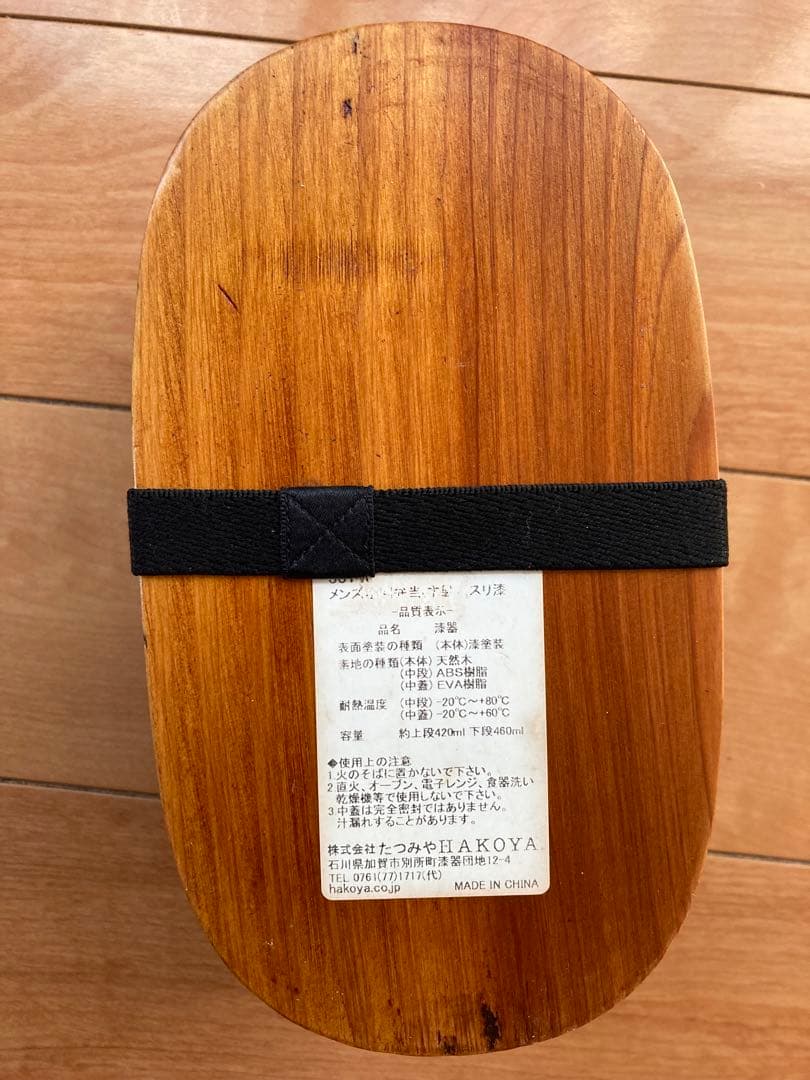 メンズ スリ漆
-品質表示-
品名 漆器
表面塗装の種類 (本体)漆塗装
素地の種類(本体)天然木
(中段)ABS樹脂
(中蓋)EVA樹脂
耐熱温度 (中段)-20℃~+80℃
(中蓋)-20℃~+60℃
容量 約上段420ml 下段460ml
◆使用上の注意
1.火のそばに置かないで下さい。
2.直火、オーブン、電子レンジ、食器洗い
乾燥機等で使用しないで下さい。
3.中蓋は完全密封ではありません。
汁漏れすることがあります。
株式会社たつみやHAKOYA
石川県加賀市別所町漆器団地12-4
TEL 0761(77)1717(代)
hakoya.co.jp MADE IN CHINA